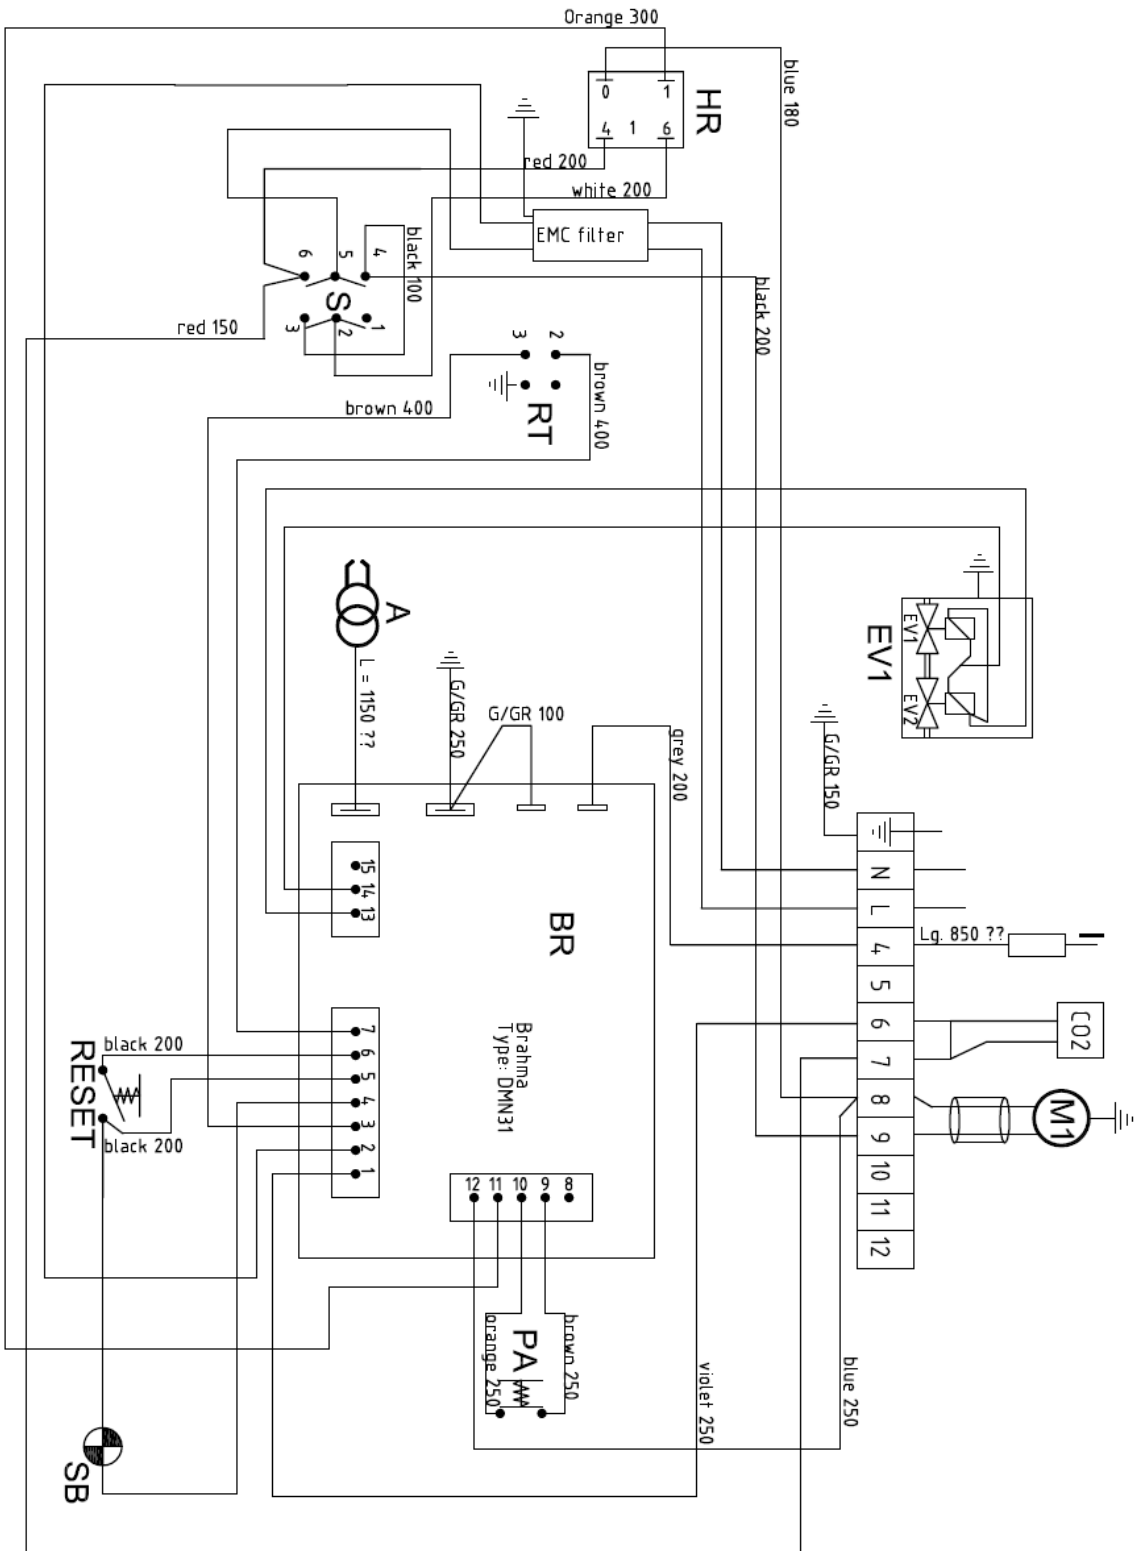 Orange 300
0 1
4 1 6
HR
blue 180
red 200
white 200
EMC filter
6 5 4
black 100
S
3 2 1
red 150
black 200
3 2
RT
brown 400
brown 400
A
L = 1150 ??
G/GR 250
G/GR 100
grey 200
EV1
EV1
EV2
G/GR 150
N
L
4
5
6
7
8
9
10
11
12
Lg. 850 ??
CO2
M1
15
14
13
BR
Brahma
Type: DMN31
7
6
5
4
3
2
1
black 200
RESET
black 200
12 11 10 9 8
orange 250
PA
brown 250
violet 250
blue 250
SB